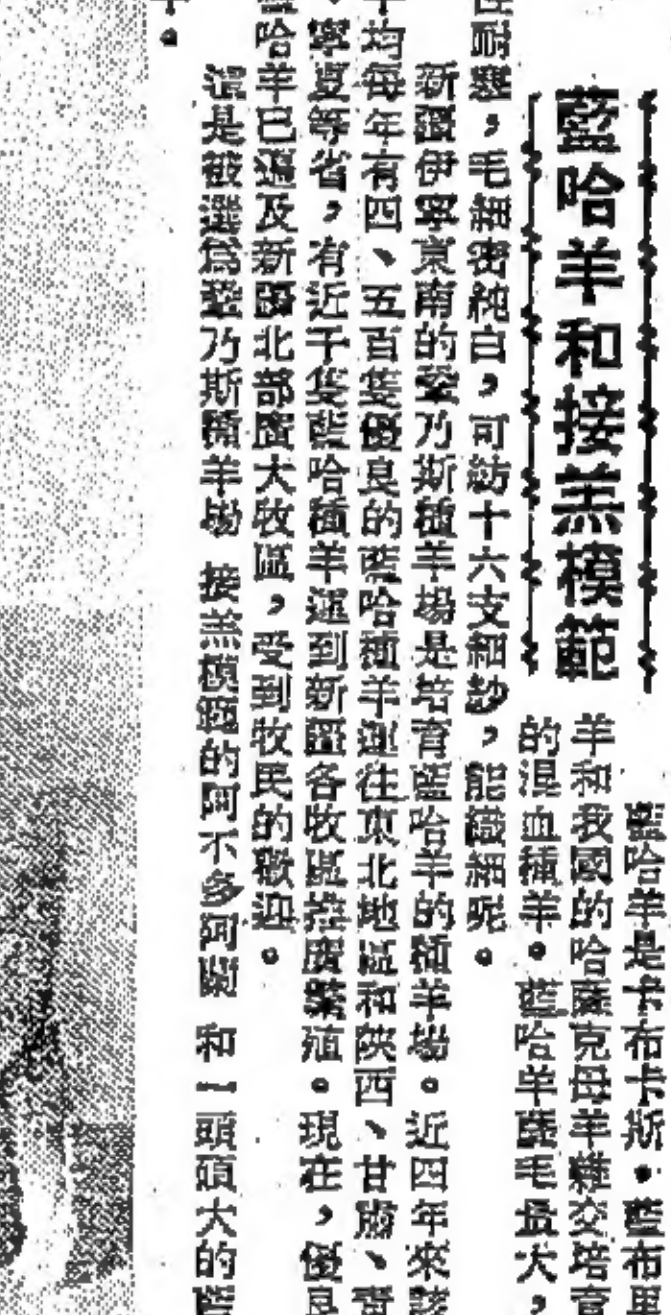 藍哈羊和接羔模範
藍哈羊是卡布卡斯·藍布里
羊和我國的哈薩克母羊雜交培育
的混血種羊。藍哈羊產毛量大，
耐寒，毛細密純白，可紡十六支細紗，能織細呢。
新疆伊寧東南的鞏乃斯種羊場是培育藍哈羊的種羊場。近四年來該
均每年有四、五百隻優良的藍哈種羊運往東北地區和陝西、甘肅、青
、寧夏等省，有近千隻藍哈種羊運到新疆各牧區推廣繁殖。現在，優良
哈羊已遍及新疆北部廣大牧區，受到牧民的歡迎。
這是被選為鞏乃斯種羊場 接羔模範的阿不多阿 和一頭碩大的藍